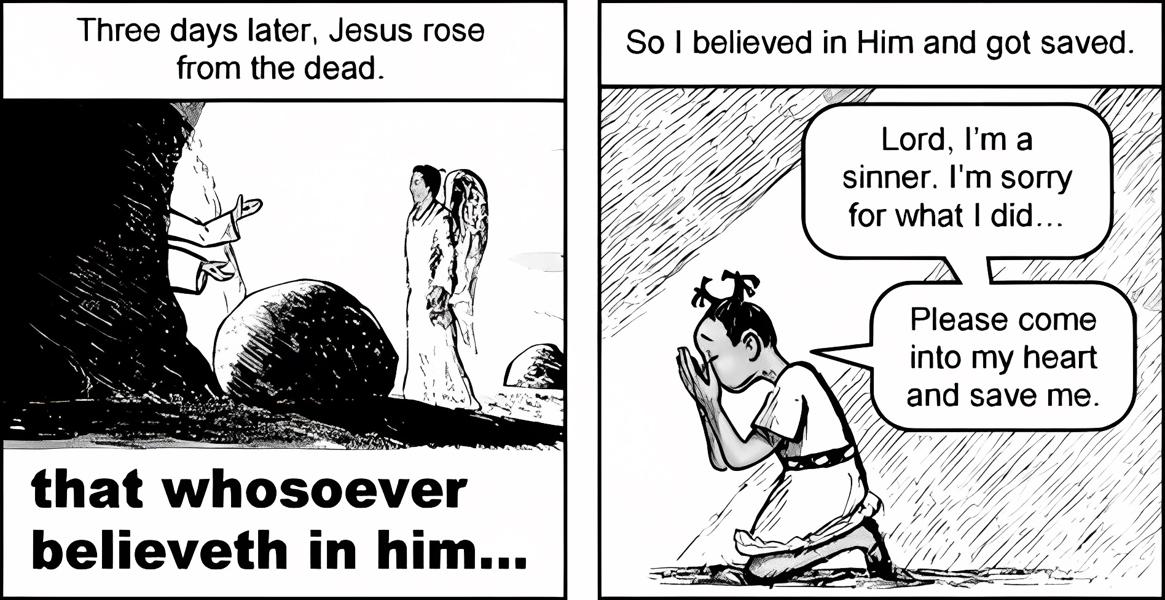 Three days later, Jesus rose
from the dead.
that whosoever
believeth in him...
So I believed in Him and got saved.
Lord, I'm a
sinner. I'm sorry
for what I did...
Please come
into my heart
and save me.